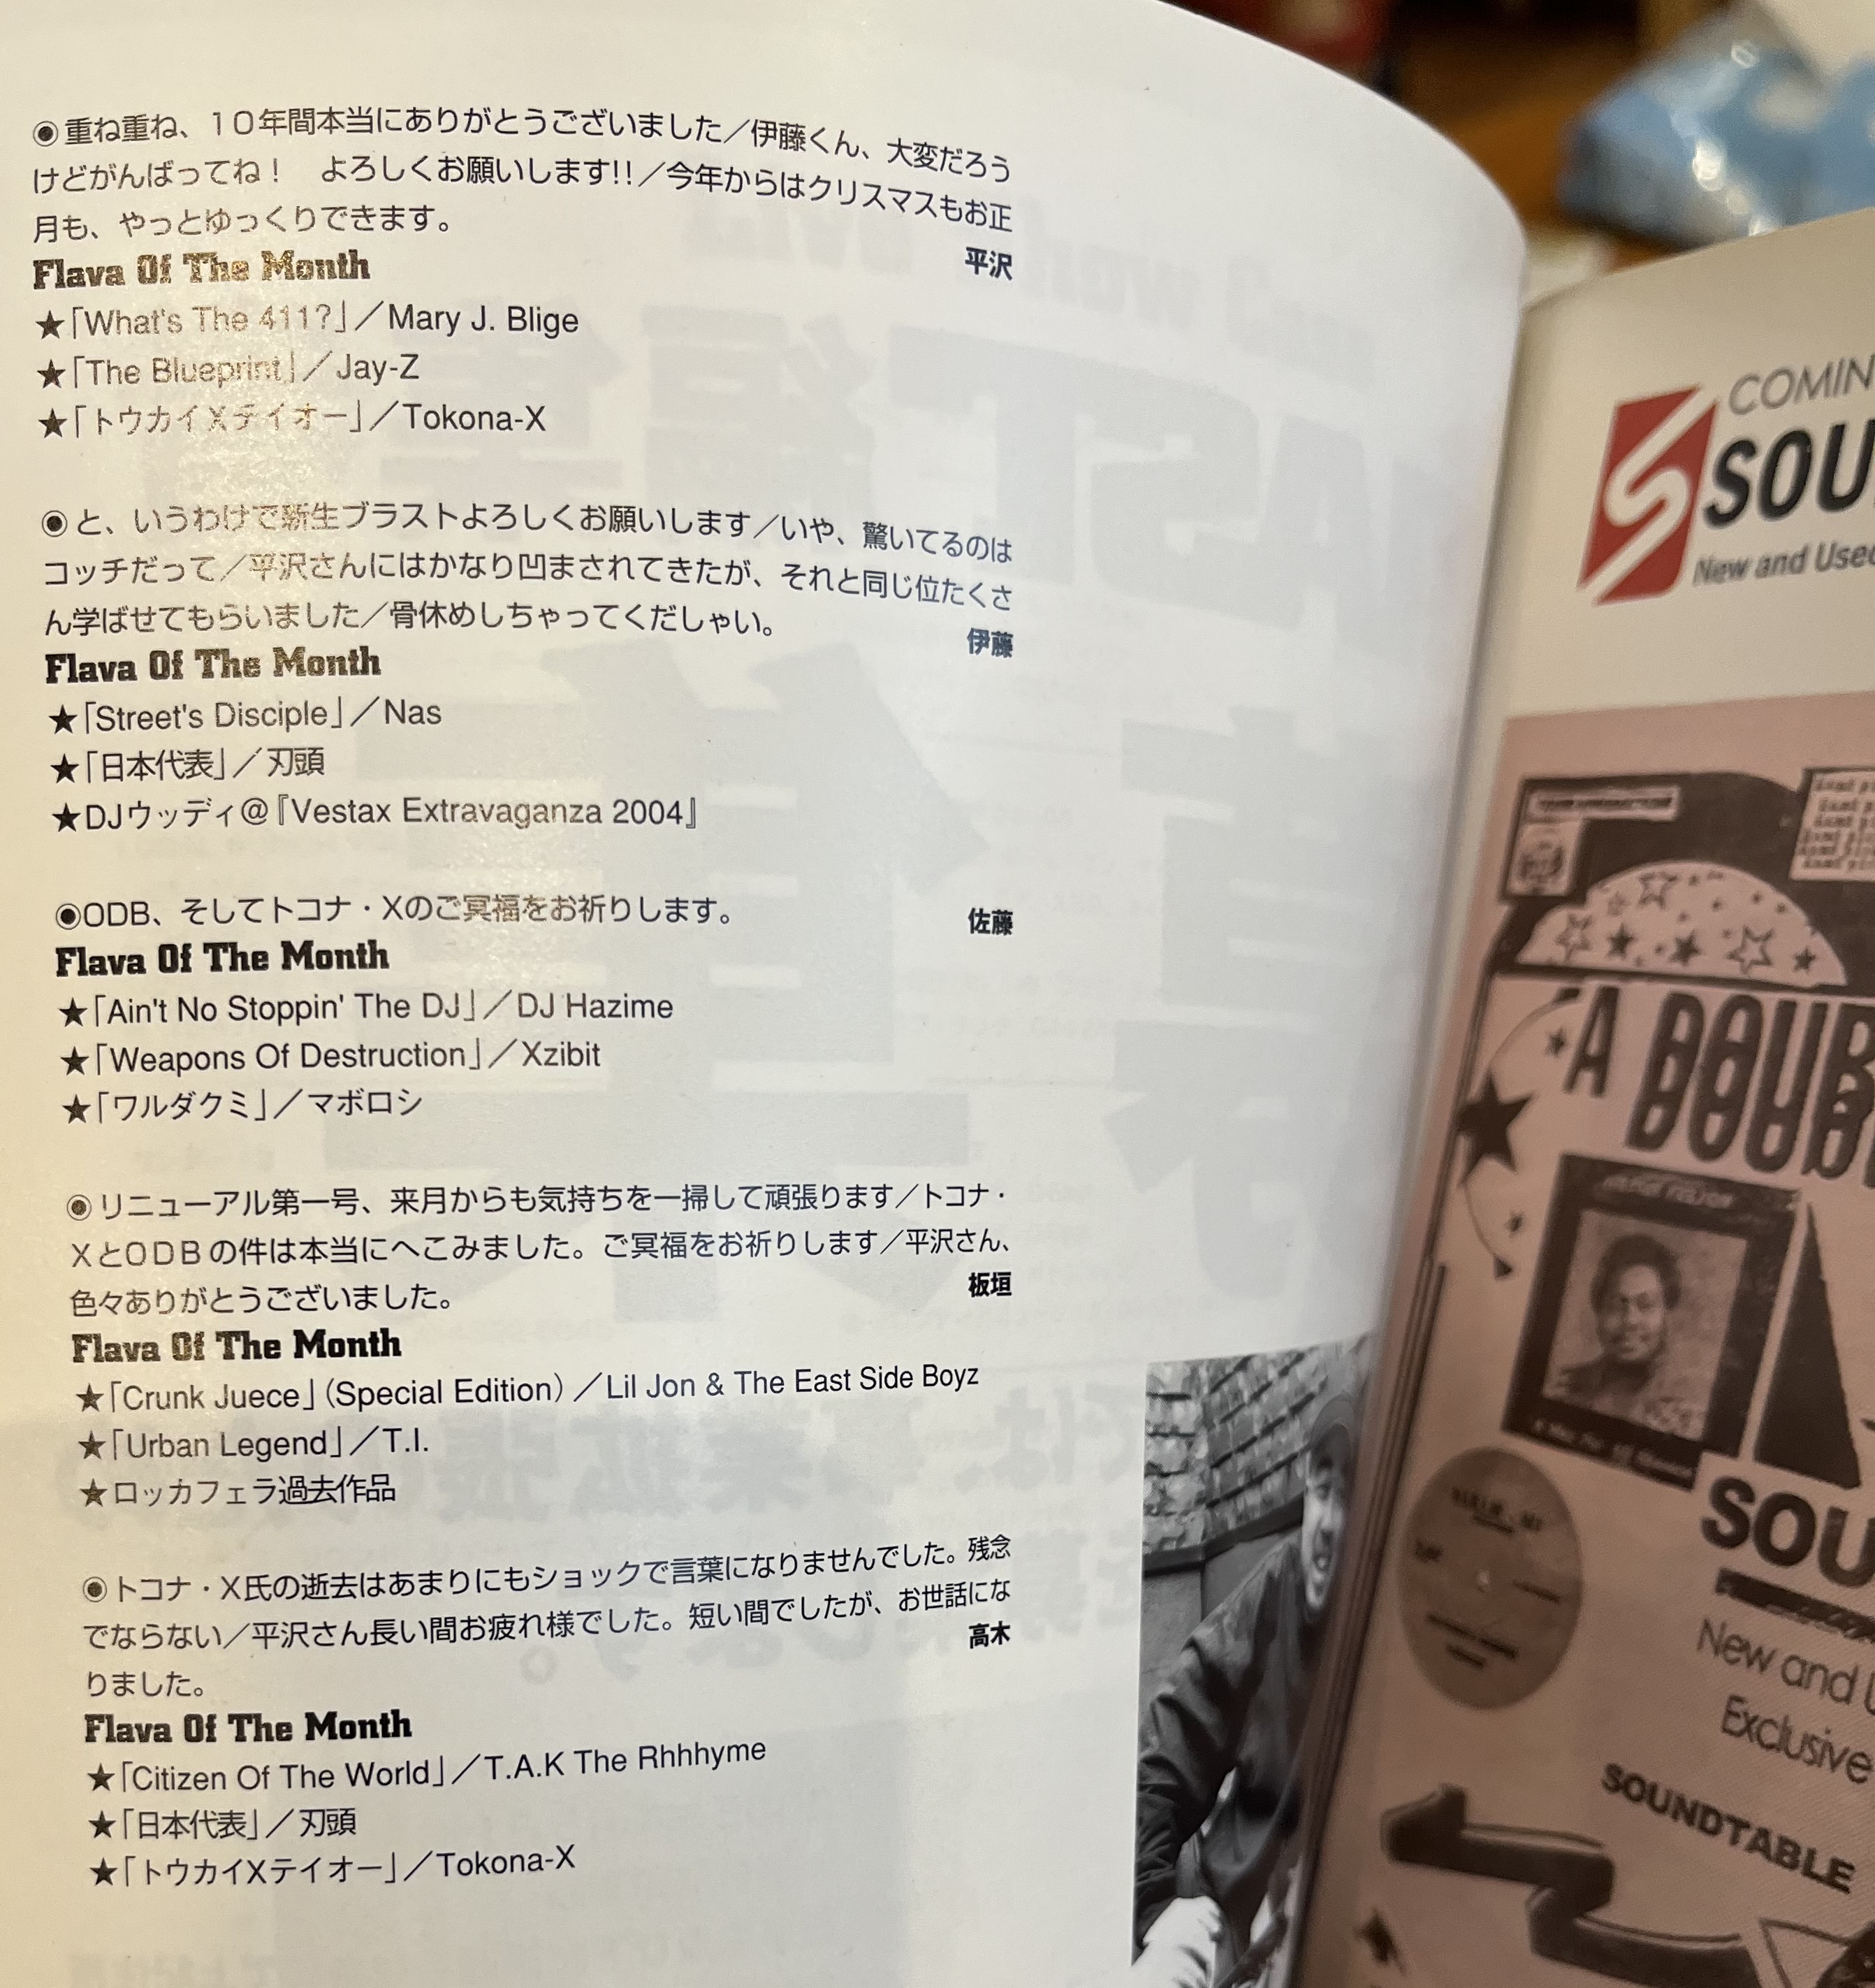 ◉重ね重ね、１０年間本当にありがとうございました／伊藤くん、大変だろう
けどがんばってね！　よろしくお願いします!!／今年からはクリスマスもお正
月も、やっとゆっくりできます。
平沢
Flava Of The Month
★「What's The 411?」／Mary J. Blige
★「The Blueprint」／Jay-Z
★「トウカイXテイオー」／Tokona-X
◉と、いうわけで新生ブラストよろしくお願いします／いや、驚いてるのは
コッチだって／平沢さんにはかなり凹まされてきたが、それと同じ位たくさ
ん学ばせてもらいました／骨休めしちゃってくだしゃい。
伊藤
Flava Of The Month
★「Street's Disciple」／Nas
★「日本代表」／刃頭
★DJウッディ@『Vestax Extravaganza 2004』
◉ODB、そしてトコナ・Xのご冥福をお祈りします。
佐藤
Flava Of The Month
★「Ain't No Stoppin' The DJ」／DJ Hazime
★「Weapons Of Destruction」／Xzibit
★「ワルダクミ」／マボロシ
◉リニューアル第一号、来月からも気持ちを一掃して頑張ります／トコナ・
ＸとＯＤＢの件は本当にへこみました。ご冥福をお祈りします／平沢さん、
色々ありがとうございました。
板垣
Flava Of The Month
★「Crunk Juece」(Special Edition)／Lil Jon & The East Side Boyz
★「Urban Legend」／T.I.
★ロッカフェラ過去作品
◉トコナ・X氏の逝去はあまりにもショックで言葉になりませんでした。残念
でならない／平沢さん長い間お疲れ様でした。短い間でしたが、お世話にな
りました。
高木
Flava Of The Month
★「Citizen Of The World」／T.A.K The Rhhhyme
★「日本代表」／刃頭
★「トウカイXテイオー」／Tokona-X
COMIN
SOU
New and Used
A DOUB
SOU
New and U
Exclusive
SOUNDTABLE